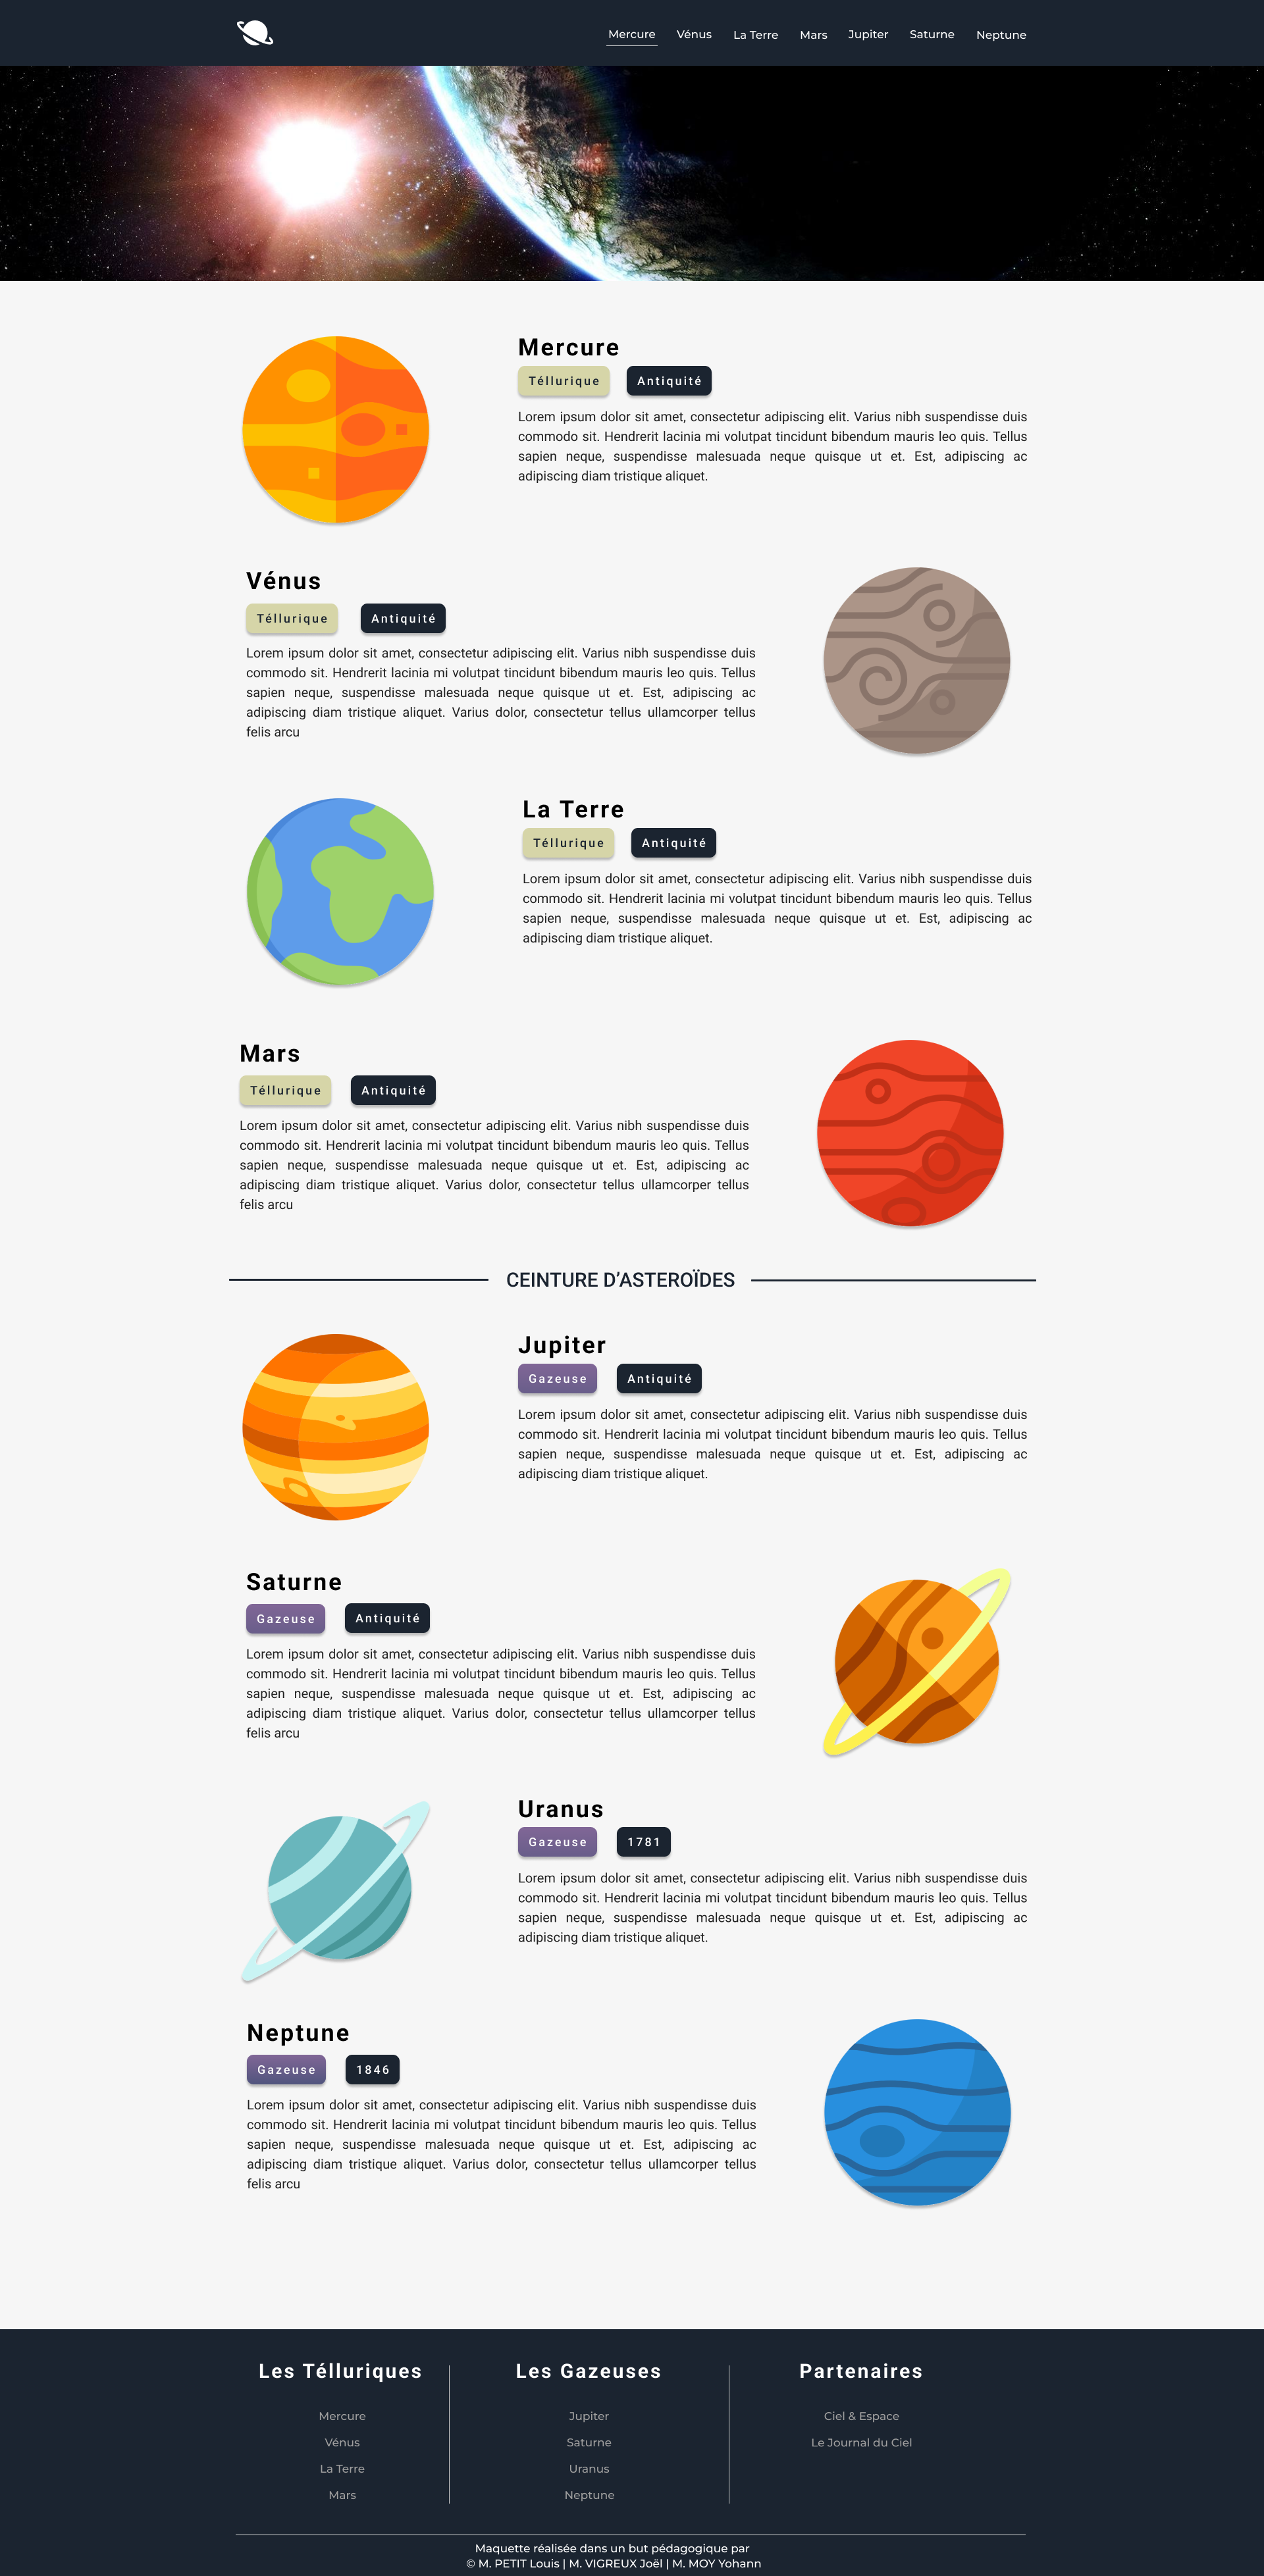 Mercure Vénus La Terre Mars Jupiter Saturne Neptune
Mercure
Téllurique Antiquité
Lorem ipsum dolor sit amet, consectetur adipiscing elit. Varius nibh suspendisse duis
commodo sit. Hendrerit lacinia mi volutpat tincidunt bibendum mauris leo quis. Tellus
sapien neque, suspendisse malesuada neque quisque ut et. Est, adipiscing ac
adipiscing diam tristique aliquet.
Vénus
Téllurique Antiquité
Lorem ipsum dolor sit amet, consectetur adipiscing elit. Varius nibh suspendisse duis
commodo sit. Hendrerit lacinia mi volutpat tincidunt bibendum mauris leo quis. Tellus
sapien neque, suspendisse malesuada neque quisque ut et. Est, adipiscing ac
adipiscing diam tristique aliquet. Varius dolor, consectetur tellus ullamcorper tellus
felis arcu
La Terre
Téllurique Antiquité
Lorem ipsum dolor sit amet, consectetur adipiscing elit. Varius nibh suspendisse duis
commodo sit. Hendrerit lacinia mi volutpat tincidunt bibendum mauris leo quis. Tellus
sapien neque, suspendisse malesuada neque quisque ut et. Est, adipiscing ac
adipiscing diam tristique aliquet.
Mars
Téllurique Antiquité
Lorem ipsum dolor sit amet, consectetur adipiscing elit. Varius nibh suspendisse duis
commodo sit. Hendrerit lacinia mi volutpat tincidunt bibendum mauris leo quis. Tellus
sapien neque, suspendisse malesuada neque quisque ut et. Est, adipiscing ac
adipiscing diam tristique aliquet. Varius dolor, consectetur tellus ullamcorper tellus
felis arcu
CEINTURE D’ASTEROÏDES
Jupiter
Gazeuse Antiquité
Lorem ipsum dolor sit amet, consectetur adipiscing elit. Varius nibh suspendisse duis
commodo sit. Hendrerit lacinia mi volutpat tincidunt bibendum mauris leo quis. Tellus
sapien neque, suspendisse malesuada neque quisque ut et. Est, adipiscing ac
adipiscing diam tristique aliquet.
Saturne
Gazeuse Antiquité
Lorem ipsum dolor sit amet, consectetur adipiscing elit. Varius nibh suspendisse duis
commodo sit. Hendrerit lacinia mi volutpat tincidunt bibendum mauris leo quis. Tellus
sapien neque, suspendisse malesuada neque quisque ut et. Est, adipiscing ac
adipiscing diam tristique aliquet. Varius dolor, consectetur tellus ullamcorper tellus
felis arcu
Uranus
Gazeuse 1781
Lorem ipsum dolor sit amet, consectetur adipiscing elit. Varius nibh suspendisse duis
commodo sit. Hendrerit lacinia mi volutpat tincidunt bibendum mauris leo quis. Tellus
sapien neque, suspendisse malesuada neque quisque ut et. Est, adipiscing ac
adipiscing diam tristique aliquet.
Neptune
Gazeuse 1846
Lorem ipsum dolor sit amet, consectetur adipiscing elit. Varius nibh suspendisse duis
commodo sit. Hendrerit lacinia mi volutpat tincidunt bibendum mauris leo quis. Tellus
sapien neque, suspendisse malesuada neque quisque ut et. Est, adipiscing ac
adipiscing diam tristique aliquet. Varius dolor, consectetur tellus ullamcorper tellus
felis arcu
Les Télluriques
Mercure
Vénus
La Terre
Mars
Les Gazeuses
Jupiter
Saturne
Uranus
Neptune
Partenaires
Ciel & Espace
Le Journal du Ciel
Maquette réalisée dans un but pédagogique par
© M. PETIT Louis | M. VIGREUX Joël | M. MOY Yohann